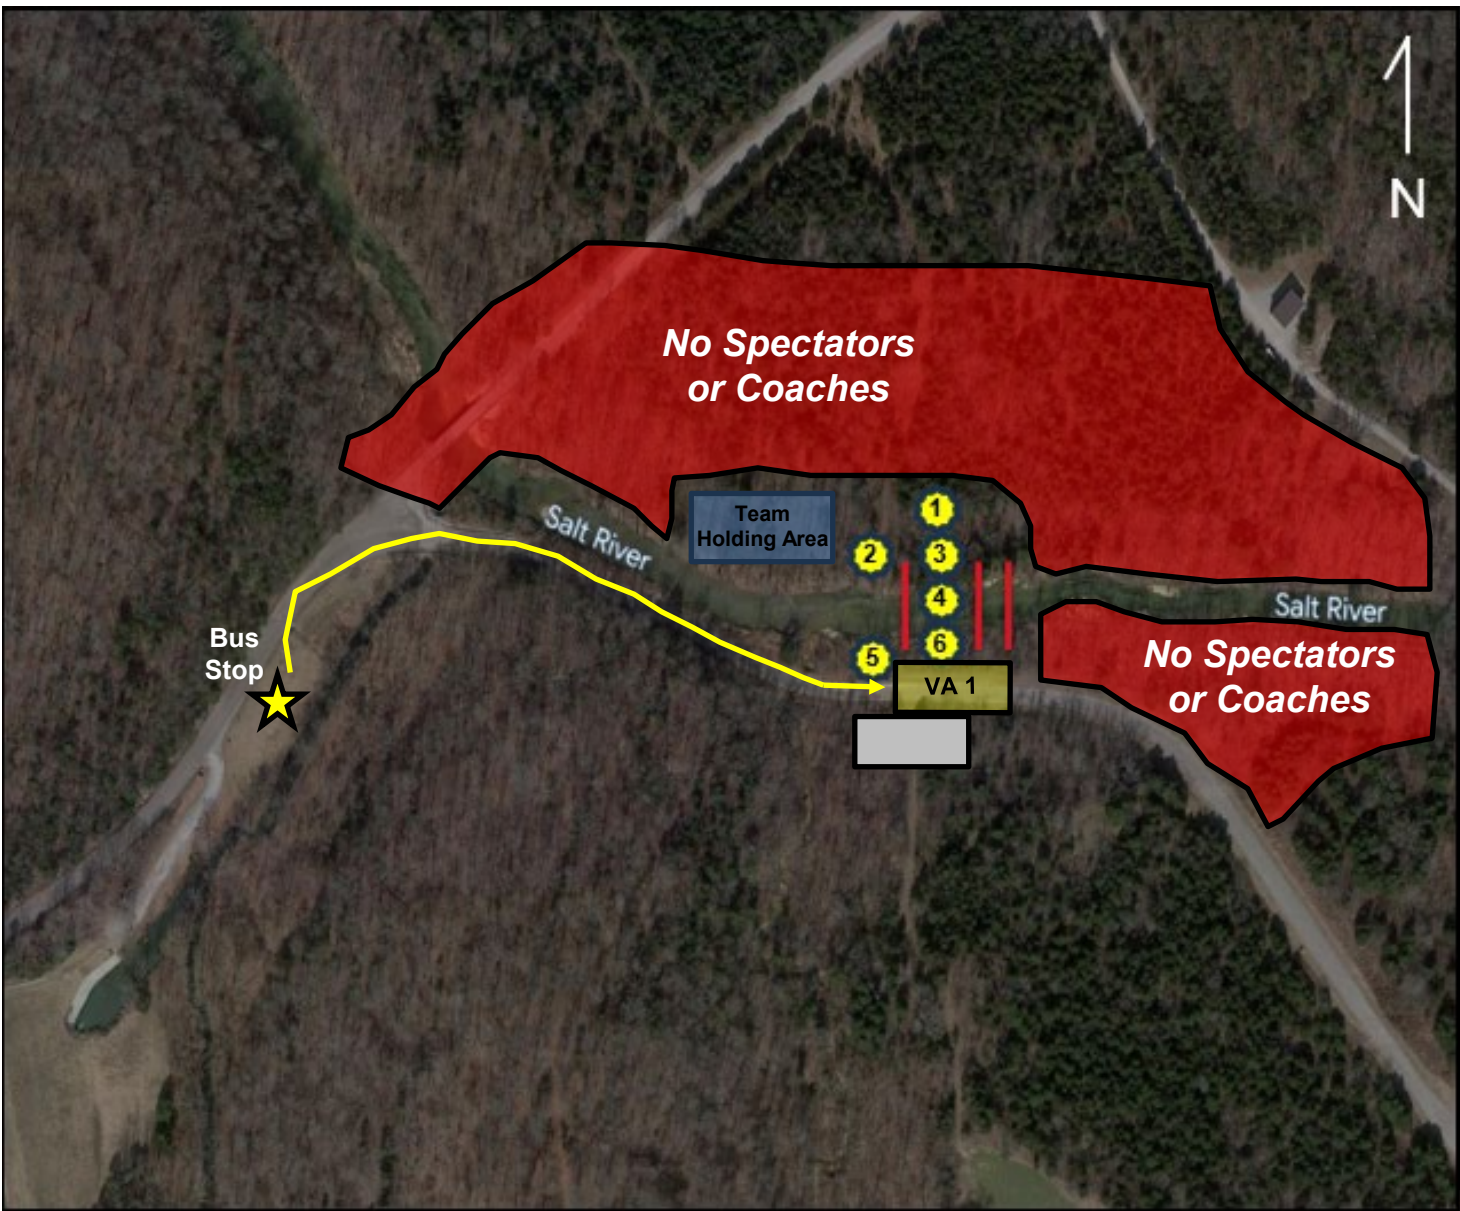 N
No Spectators
or Coaches
Team
Holding Area
1
2
3
4
5
6
Salt River
Salt River
Bus
Stop
VA 1
No Spectators
or Coaches